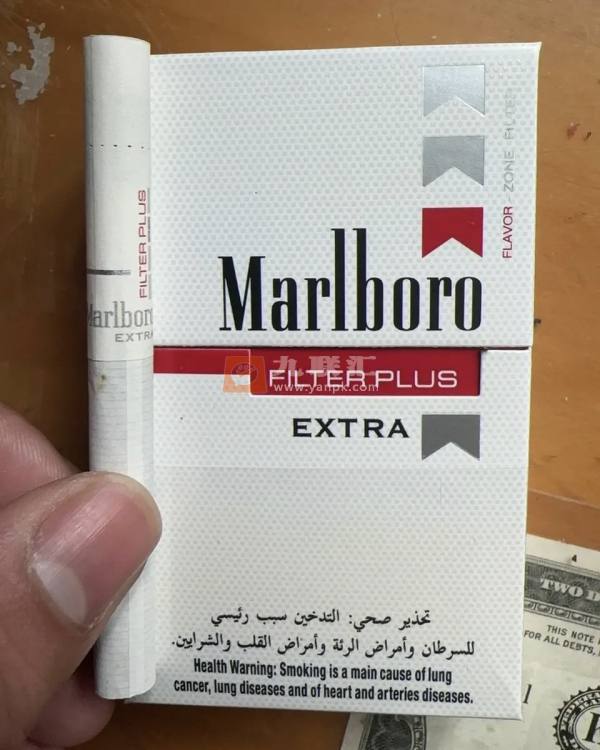 FILTER PLUS
Marlboro
EXTRA
FLAVOR ZONE FILTER
Marlboro
九联汇
www.yanpk.com
FILTER PLUS
EXTRA
تحذير صحي: التدخين سبب رئيسي
للسرطان وأمراض الرئة وأمراض القلب والشرايين.
Health Warning: Smoking is a main cause of lung
cancer, lung diseases and of heart and arteries diseases.
4
TWO D
THIS NOTE
FOR ALL DEBTS,